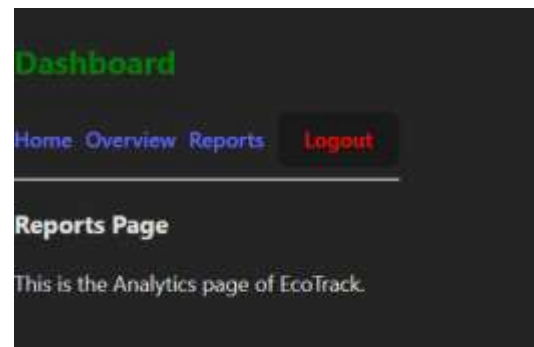 Dashboard
Home Overview Reports Logout
Reports Page
This is the Analytics page of EcoTrack.